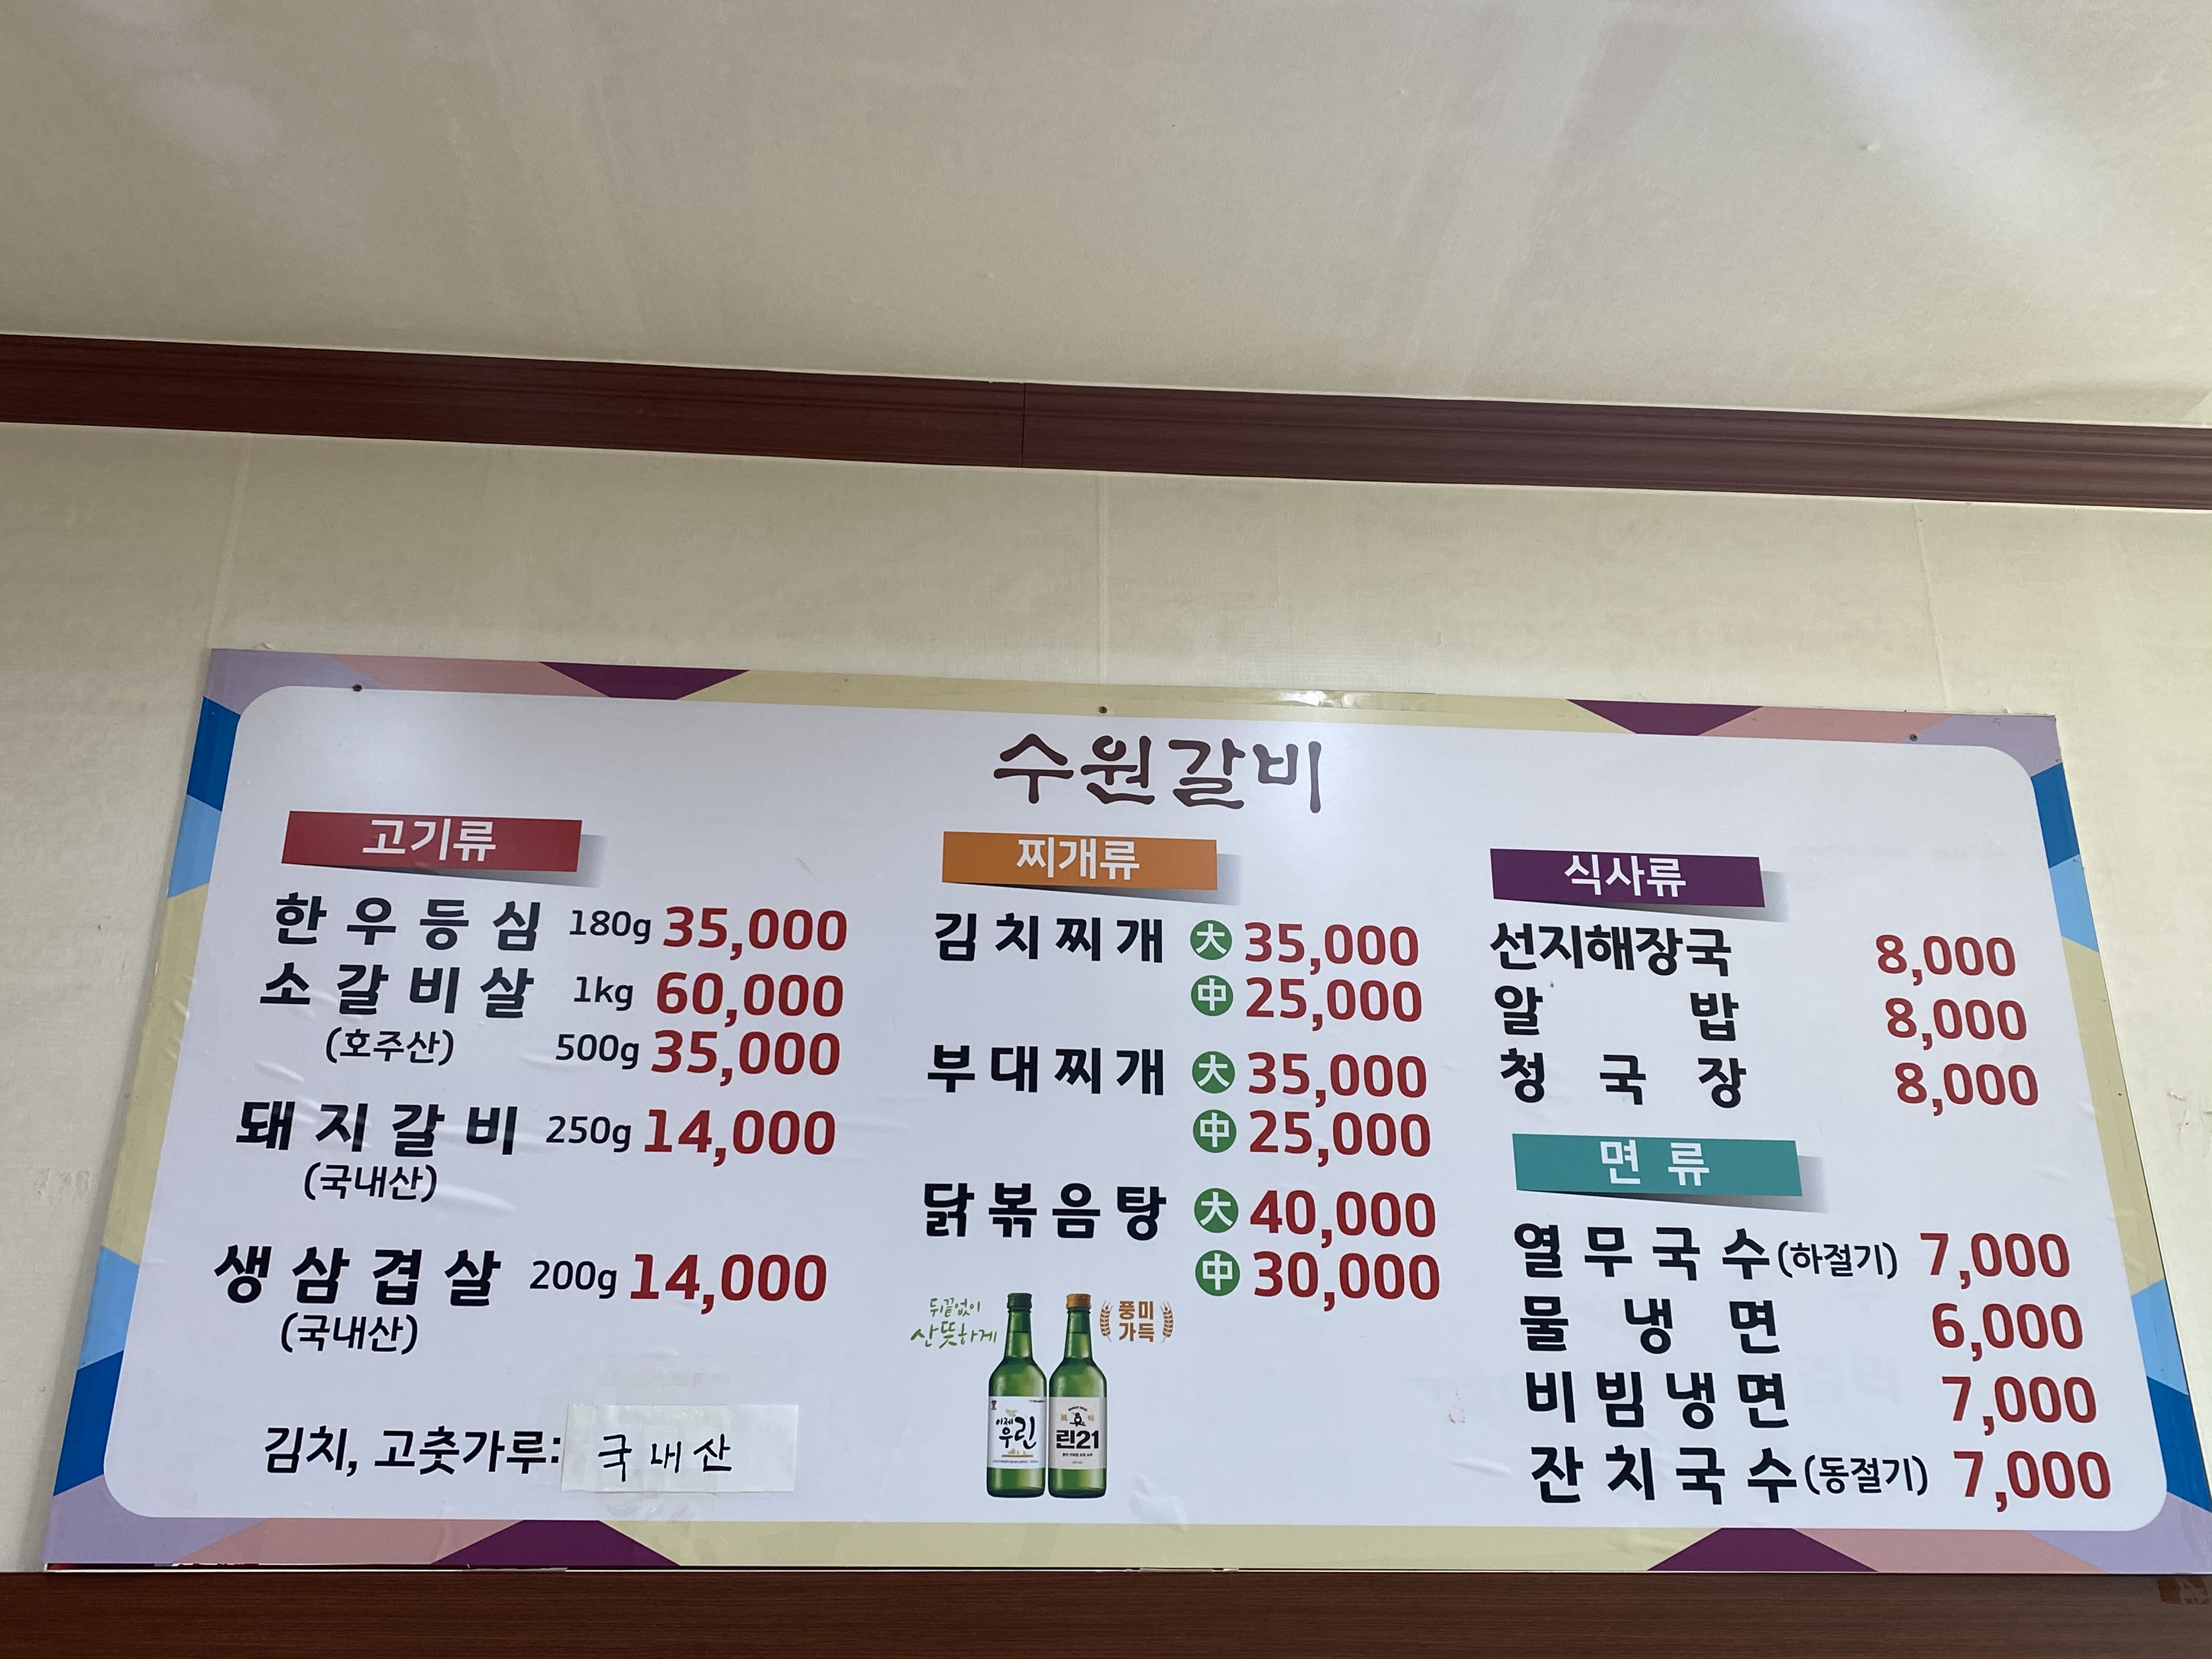 수원갈비
고기류
한우등심 180g 35,000
소갈비살 1kg 60,000
(호주산) 500g 35,000
돼지갈비 250g 14,000
(국내산)
생삼겹살 200g 14,000
(국내산)
김치, 고춧가루: 국내산
찌개류
김치찌개 大 35,000
中 25,000
부대찌개 大 35,000
中 25,000
닭볶음탕 大 40,000
中 30,000
뒤끝없이
산뜻하게
풍미
가득
이제
우린
린21
식사류
선지해장국 8,000
알밥 8,000
청국장 8,000
면류
열무국수(하절기) 7,000
물냉면 6,000
비빔냉면 7,000
잔치국수(동절기) 7,000